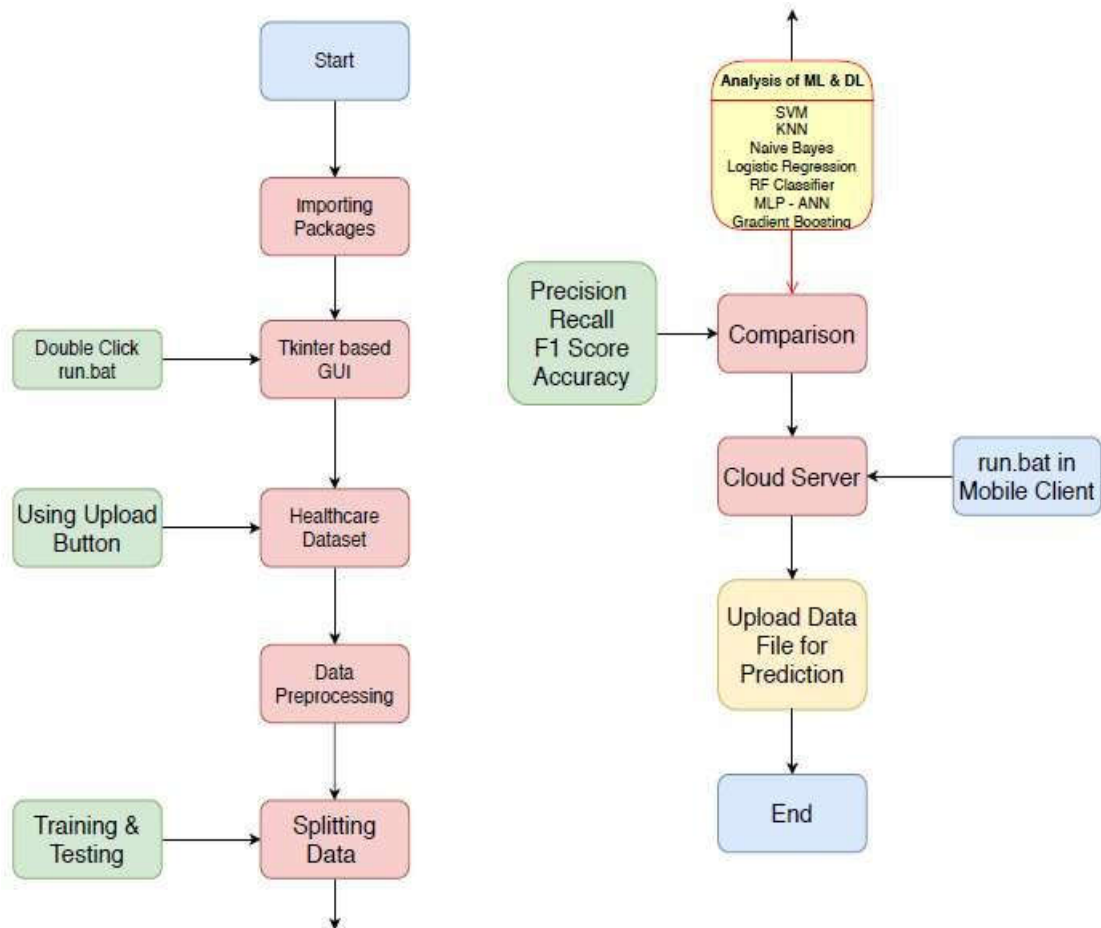 Start
Importing
Packages
Double Click
run.bat
Tkinter based
GUI
Using Upload
Button
Healthcare
Dataset
Data
Preprocessing
Training &
Testing
Splitting
Data
Analysis of ML & DL
SVM
KNN
Naive Bayes
Logistic Regression
RF Classifier
MLP - ANN
Gradient Boosting
Precision
Recall
F1 Score
Accuracy
Comparison
Cloud Server
run.bat in
Mobile Client
Upload Data
File for
Prediction
End